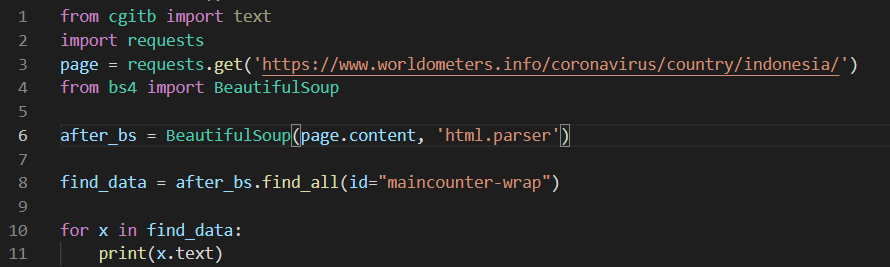 1 from cgitb import text
2 import requests
3 page = requests.get('https://www.worldometers.info/coronavirus/country/indonesia/')
4 from bs4 import BeautifulSoup
5
6 after_bs = BeautifulSoup(page.content, 'html.parser')
7
8 find_data = after_bs.find_all(id="maincounter-wrap")
9
10 for x in find_data:
11     print(x.text)